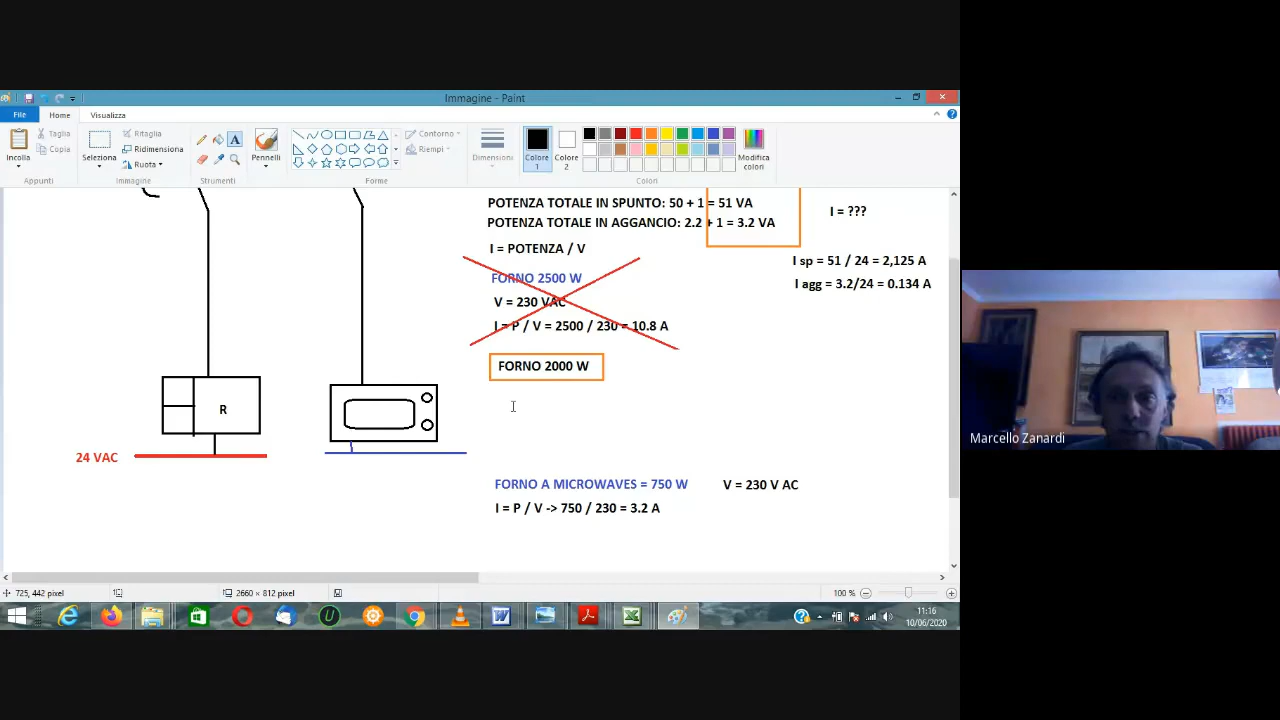 Immagine - Paint
File Home Visualizza
Incolla
Taglia
Copia
Appunti
Seleziona
Ritaglia
Ridimensiona
Ruota
Immagine
Strumenti
Pennelli
Contorno
Riempi
Forme
Dimensioni
Colore 1
Colore 2
Modifica colori
Colori
POTENZA TOTALE IN SPUNTO: 50 + 1 = 51 VA
POTENZA TOTALE IN AGGANCIO: 2.2 + 1 = 3.2 VA
I = ???
I = POTENZA / V
I sp = 51 / 24 = 2,125 A
I agg = 3.2/24 = 0.134 A
FORNO 2500 W
V = 230 VAC
I = P / V = 2500 / 230 = 10.8 A
FORNO 2000 W
R
24 VAC
FORNO A MICROWAVES = 750 W
V = 230 V AC
I = P / V -> 750 / 230 = 3.2 A
725, 442 pixel
2660 × 812 pixel
100 %
11:16
10/06/2020
Marcello Zanardi